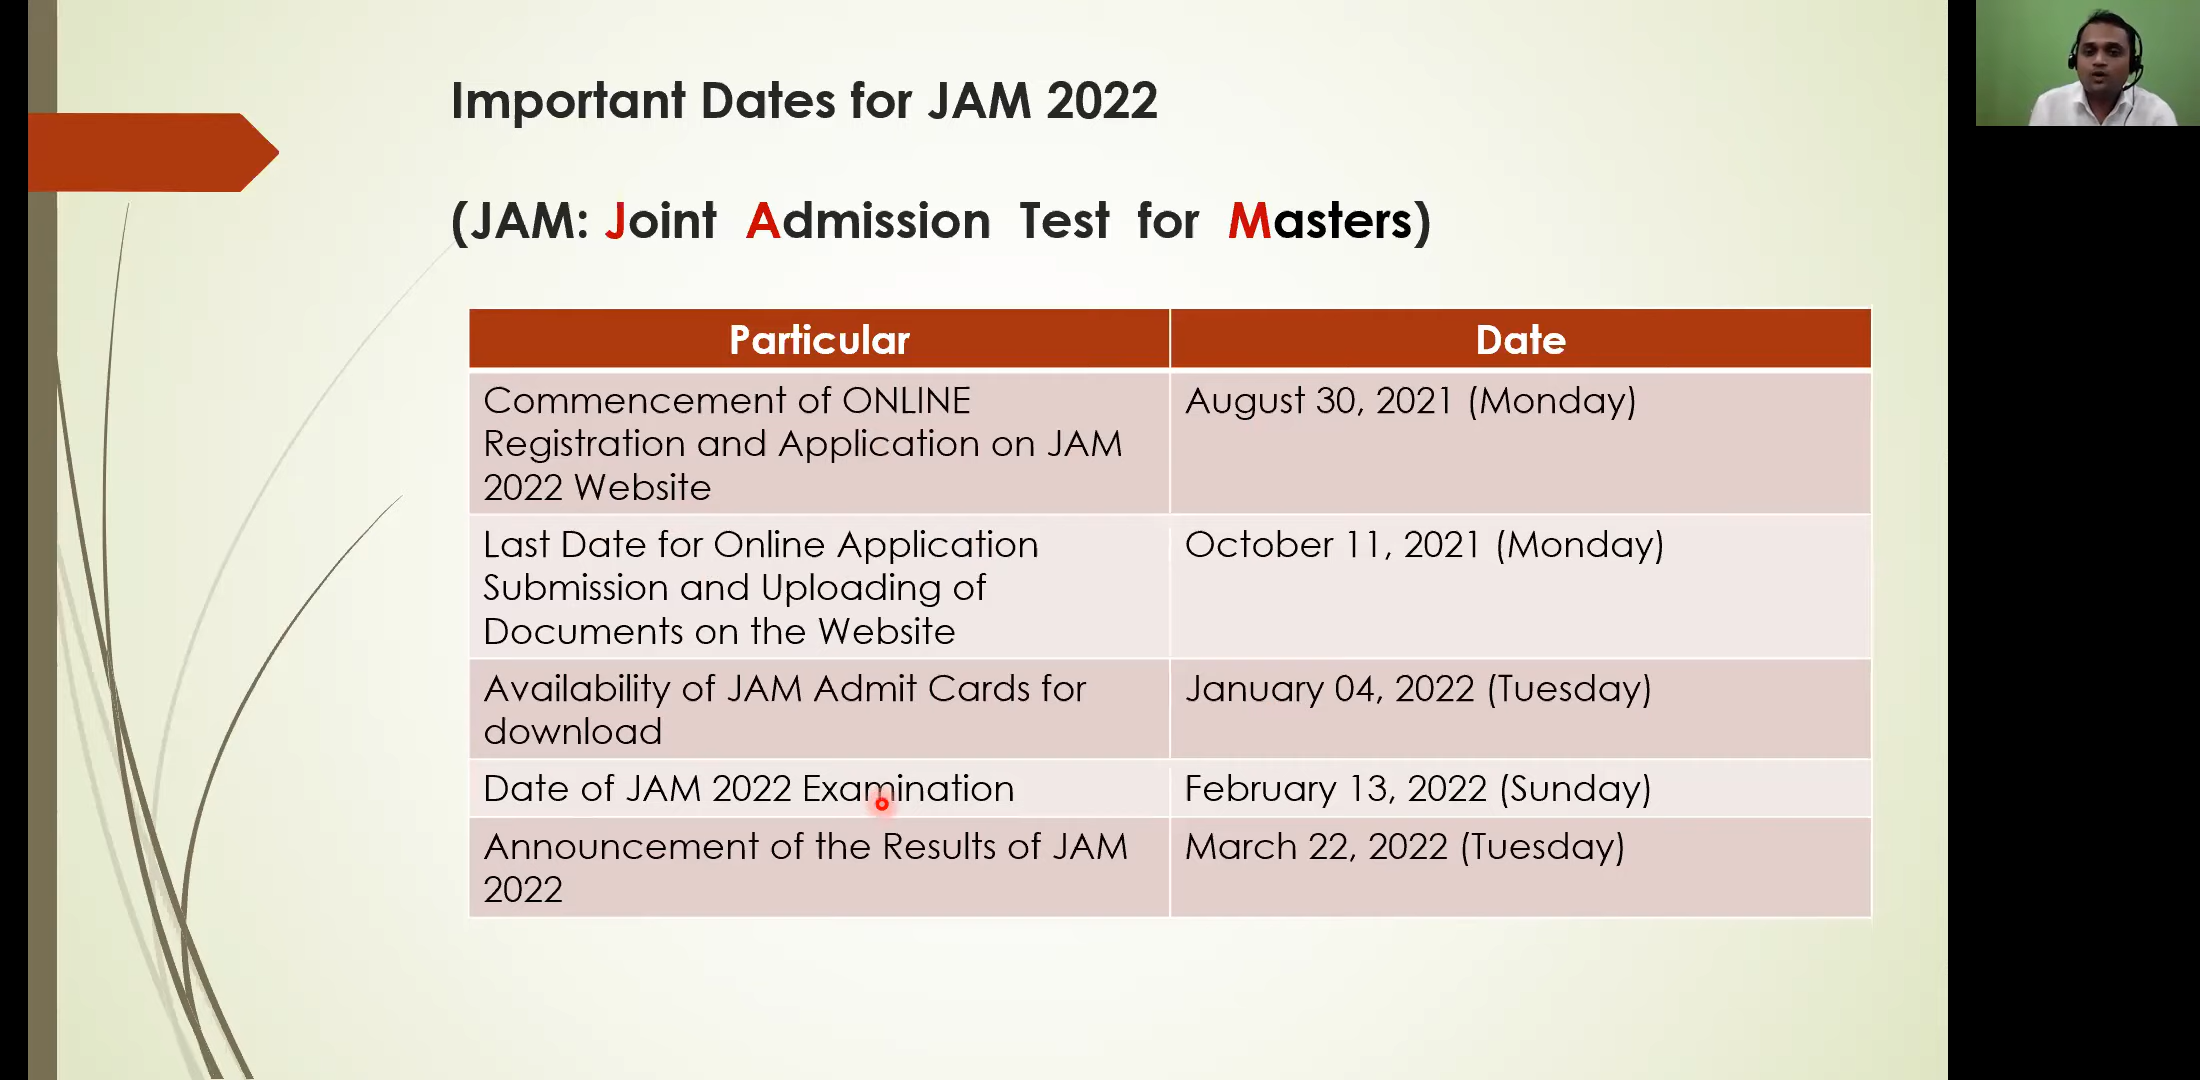 Important Dates for JAM 2022
(JAM: Joint Admission Test for Masters)
Particular
Date
Commencement of ONLINE
Registration and Application on JAM
2022 Website
August 30, 2021 (Monday)
Last Date for Online Application
Submission and Uploading of
Documents on the Website
October 11, 2021 (Monday)
Availability of JAM Admit Cards for
download
January 04, 2022 (Tuesday)
Date of JAM 2022 Examination
February 13, 2022 (Sunday)
Announcement of the Results of JAM
2022
March 22, 2022 (Tuesday)